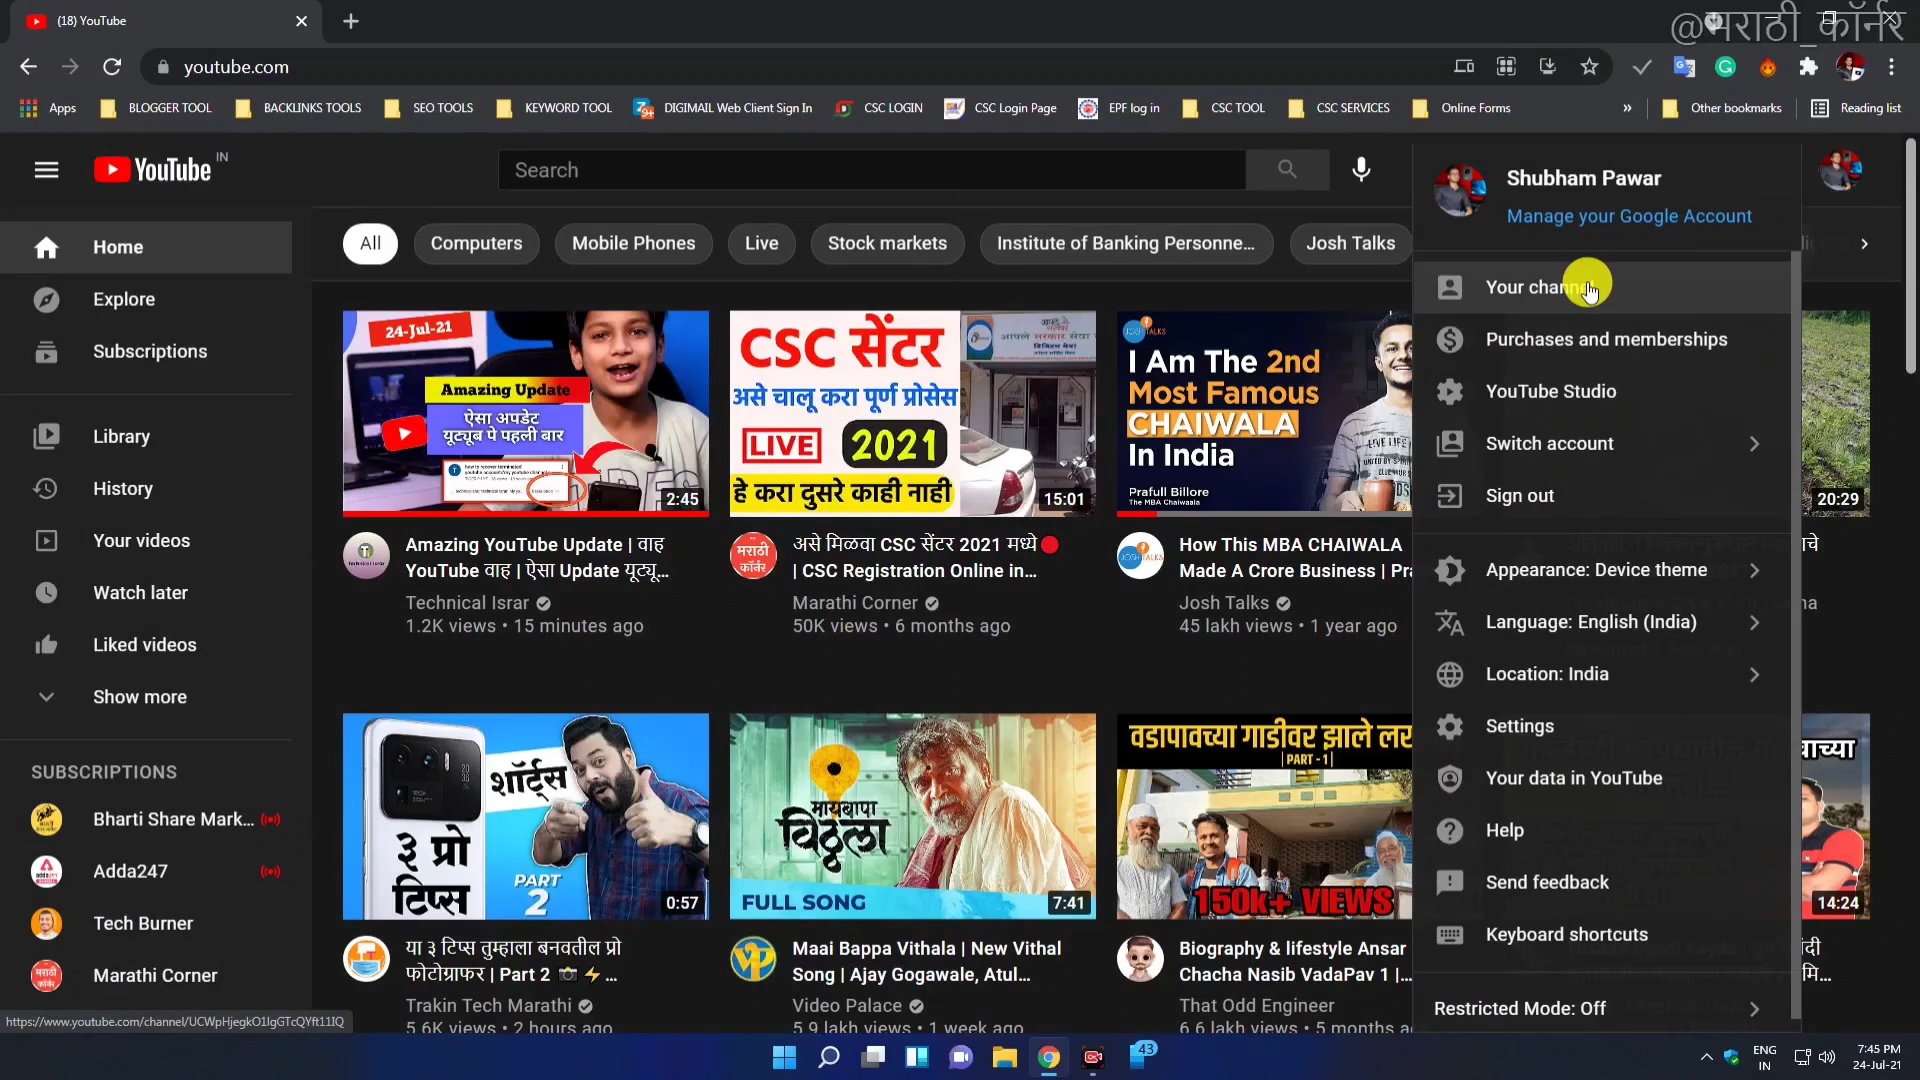 (18) YouTube
@मराठी_कॉर्नर
youtube.com
Apps
BLOGGER TOOL
BACKLINKS TOOLS
SEO TOOLS
KEYWORD TOOL
DIGIMAIL Web Client Sign In
CSC LOGIN
CSC Login Page
EPF log in
CSC TOOL
CSC SERVICES
Online Forms
»
Other bookmarks
Reading list
YouTube IN
Search
Shubham Pawar
Manage your Google Account
Home
Explore
Subscriptions
Library
History
Your videos
Watch later
Liked videos
Show more
SUBSCRIPTIONS
Bharti Share Mark...
Adda247
Tech Burner
Marathi Corner
All
Computers
Mobile Phones
Live
Stock markets
Institute of Banking Personne...
Josh Talks
24-Jul-21
Amazing Update
ऐसा अपडेट
यूट्यूब पे पहली बार
2:45
Amazing YouTube Update | वाह
YouTube वाह | ऐसा Update यूट्यू...
Technical Israr
1.2K views • 15 minutes ago
CSC सेंटर
असे चालू करा पूर्ण प्रोसेस
LIVE 2021
हे करा दुसरे काही नाही
15:01
मराठी
कॉर्नर
असे मिळवा CSC सेंटर 2021 मध्ये
| CSC Registration Online in...
Marathi Corner
50K views • 6 months ago
JOSH TALKS
I Am The 2nd
Most Famous
CHAIWALA
In India
Prafull Billore
The MBA Chaiwaala
How This MBA CHAIWALA
Made A Crore Business | Pra
Josh Talks
45 lakh views • 1 year ago
20:29
शॉर्ट्स
३ प्रो
टिप्स
PART
2
0:57
या ३ टिप्स तुम्हाला बनवतील प्रो
फोटोग्राफर | Part 2 ...
Trakin Tech Marathi
5.6K views • 2 hours ago
मायबापा
विठ्ठला
FULL SONG
7:41
Maai Bappa Vithala | New Vithal
Song | Ajay Gogawale, Atul...
Video Palace
5.9 lakh views • 1 week ago
वडापावच्या गाडीवर झाले लर
| PART - 1 |
150k+ VIEWS
Biography & lifestyle Ansar
Chacha Nasib VadaPav 1 |...
That Odd Engineer
6.6 lakh views • 5 months a
14:24
Your channel
Purchases and memberships
YouTube Studio
Switch account
Sign out
Appearance: Device theme
Language: English (India)
Location: India
Settings
Your data in YouTube
Help
Send feedback
Keyboard shortcuts
Restricted Mode: Off
https://www.youtube.com/channel/UCWpHjegkO1IgGTcQYft11IQ
43
ENG
IN
7:45 PM
24-Jul-21